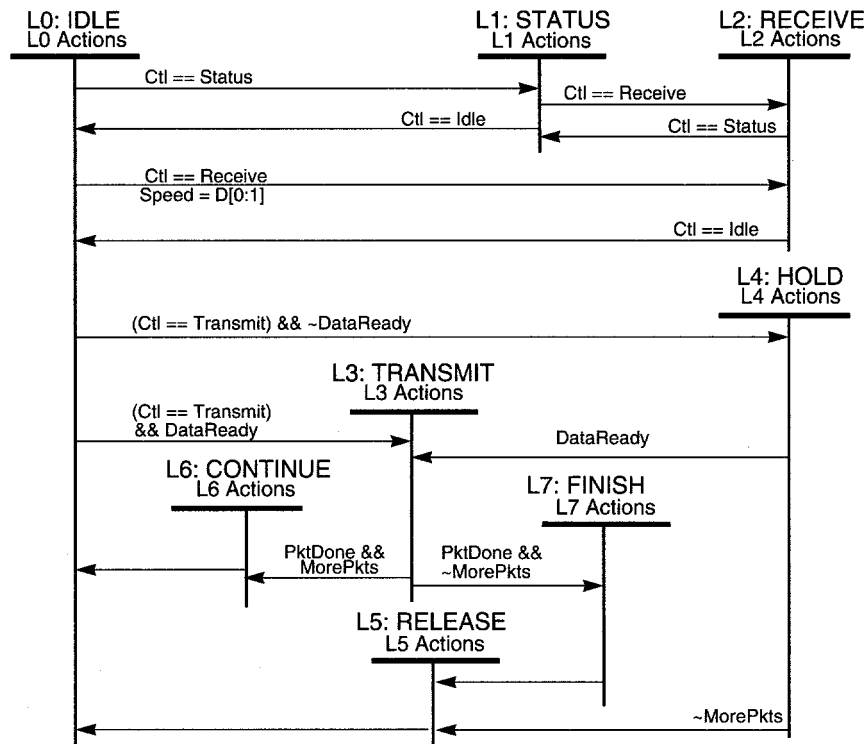 L0: IDLE
L0 Actions
L1: STATUS
L1 Actions
L2: RECEIVE
L2 Actions
Ctl == Status
Ctl == Receive
Ctl == Idle
Ctl == Status
Ctl == Receive
Speed = D[0:1]
Ctl == Idle
L4: HOLD
L4 Actions
(Ctl == Transmit) && ~DataReady
L3: TRANSMIT
L3 Actions
(Ctl == Transmit)
&& DataReady
DataReady
L6: CONTINUE
L6 Actions
L7: FINISH
L7 Actions
PktDone &&
MorePkts
PktDone &&
~MorePkts
L5: RELEASE
L5 Actions
~MorePkts